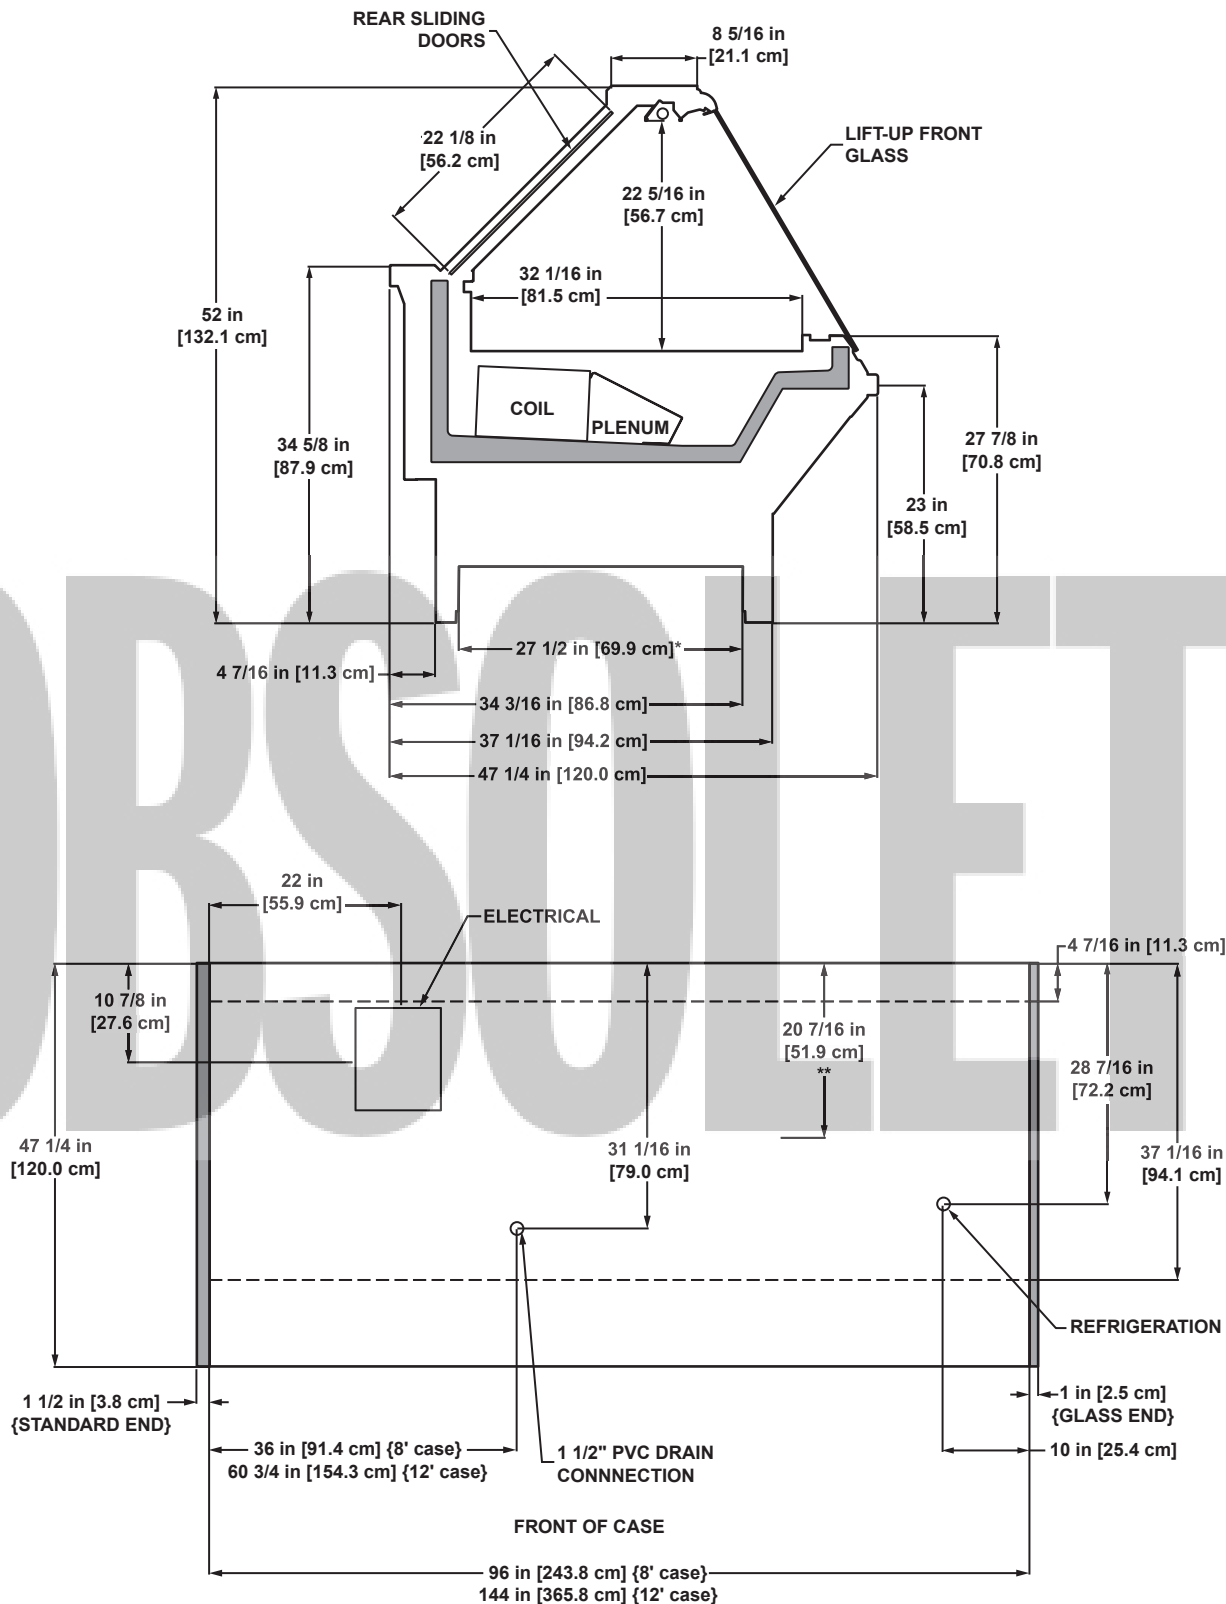 REAR SLIDING
DOORS
8 5/16 in
[21.1 cm]
22 1/8 in
[56.2 cm]
LIFT-UP FRONT
GLASS
22 5/16 in
[56.7 cm]
32 1/16 in
[81.5 cm]
52 in
[132.1 cm]
COIL
PLENUM
34 5/8 in
[87.9 cm]
27 7/8 in
[70.8 cm]
23 in
[58.5 cm]
OBSOLET
27 1/2 in [69.9 cm]*
4 7/16 in [11.3 cm]
34 3/16 in [86.8 cm]
37 1/16 in [94.2 cm]
47 1/4 in [120.0 cm]
22 in
[55.9 cm]
ELECTRICAL
4 7/16 in [11.3 cm]
10 7/8 in
[27.6 cm]
20 7/16 in
[51.9 cm]
**
28 7/16 in
[72.2 cm]
47 1/4 in
[120.0 cm]
31 1/16 in
[79.0 cm]
37 1/16 in
[94.1 cm]
REFRIGERATION
1 1/2 in [3.8 cm]
{STANDARD END}
1 in [2.5 cm]
{GLASS END}
36 in [91.4 cm] {8' case}
60 3/4 in [154.3 cm] {12' case}
1 1/2" PVC DRAIN
CONNNECTION
10 in [25.4 cm]
FRONT OF CASE
96 in [243.8 cm] {8' case}
144 in [365.8 cm] {12' case}